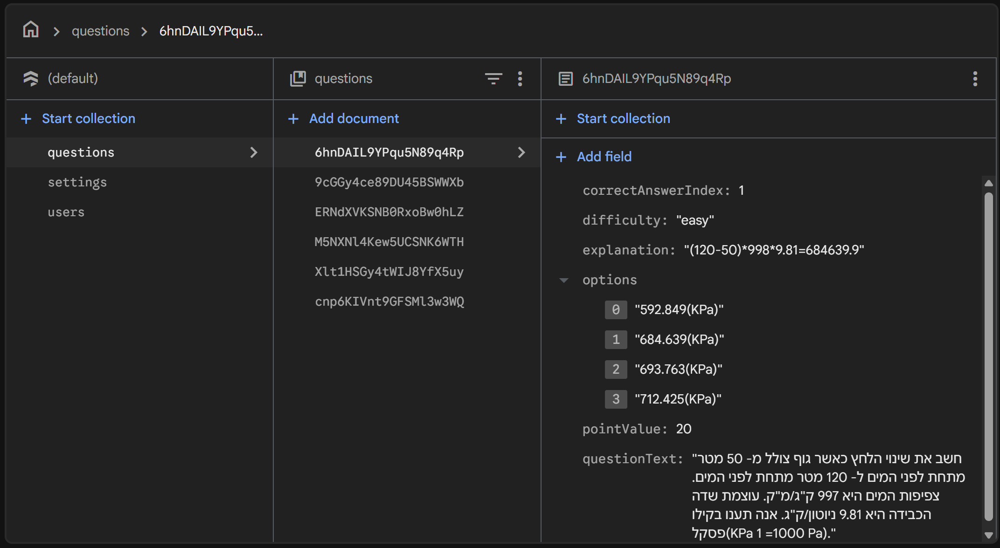 questions
6hnDAIL9YPqu5...
(default)
questions
6hnDAIL9YPqu5N89q4Rp
Start collection
Add document
Start collection
questions
settings
users
6hnDAIL9YPqu5N89q4Rp
9cGGy4ce89DU45BSWWXb
ERNdXVKSNB0RxoBw0hLZ
M5NXNl4Kew5UCSNK6WTH
Xlt1HSGy4tWIJ8YfX5uy
cnp6KIVnt9GFSMl3w3WQ
Add field
correctAnswerIndex: 1
difficulty: "easy"
explanation: "(120-50)*998*9.81=684639.9"
options
0 "592.849(KPa)"
1 "684.639(KPa)"
2 "693.763(KPa)"
3 "712.425(KPa)"
pointValue: 20
questionText: "חשב את שינוי הלחץ כאשר גוף צולל מ- 50 מטר
מתחת לפני המים ל- 120 מטר מתחת לפני המים.
צפיפות המים היא 997 ק"ג/מ"ק. עוצמת שדה
הכבידה היא 9.81 ניוטון/ק"ג. אנה תענו בקילו
פסקל(KPa 1 =1000 Pa)."